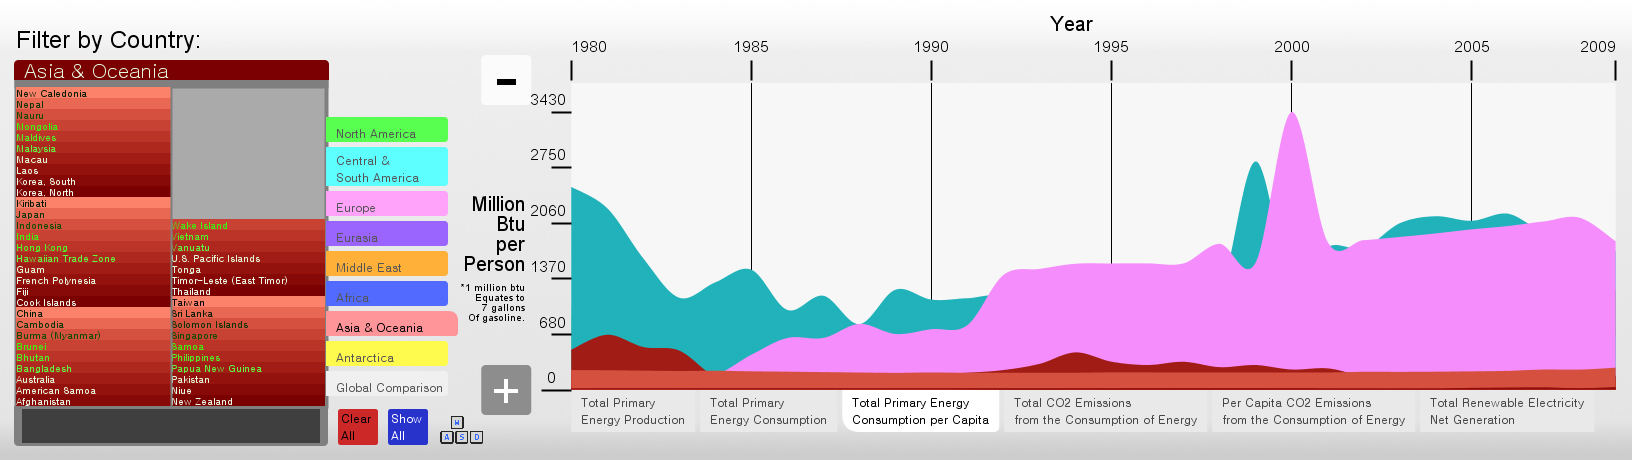 Year
Filter by Country:
1980
1985
1990
1995
2000
2005
2009
Asia & Oceania
New Caledonia
Nepal
Nauru
Mongolia
Maldives
Malaysia
Macau
Laos
Korea, South
Korea, North
Kiribati
Japan
Indonesia
India
Hong Kong
Hawaiian Trade Zone
Guam
French Polynesia
Fiji
Cook Islands
China
Cambodia
Burma (Myanmar)
Brunei
Bhutan
Bangladesh
Australia
American Samoa
Afghanistan
Wake Island
Vietnam
Vanuatu
U.S. Pacific Islands
Tonga
Timor-Leste (East Timor)
Thailand
Taiwan
Sri Lanka
Solomon Islands
Singapore
Samoa
Philippines
Papua New Guinea
Pakistan
Niue
New Zealand
North America
Central &
South America
Europe
Eurasia
Middle East
Africa
Asia & Oceania
Antarctica
Global Comparison
Clear
All
Show
All
W
A S D
-
+
Million
Btu
per
Person
*1 million btu
Equates to
7 gallons
Of gasoline.
3430
2750
2060
1370
680
0
Total Primary
Energy Production
Total Primary
Energy Consumption
Total Primary Energy
Consumption per Capita
Total CO2 Emissions
from the Consumption of Energy
Per Capita CO2 Emissions
from the Consumption of Energy
Total Renewable Electricity
Net Generation